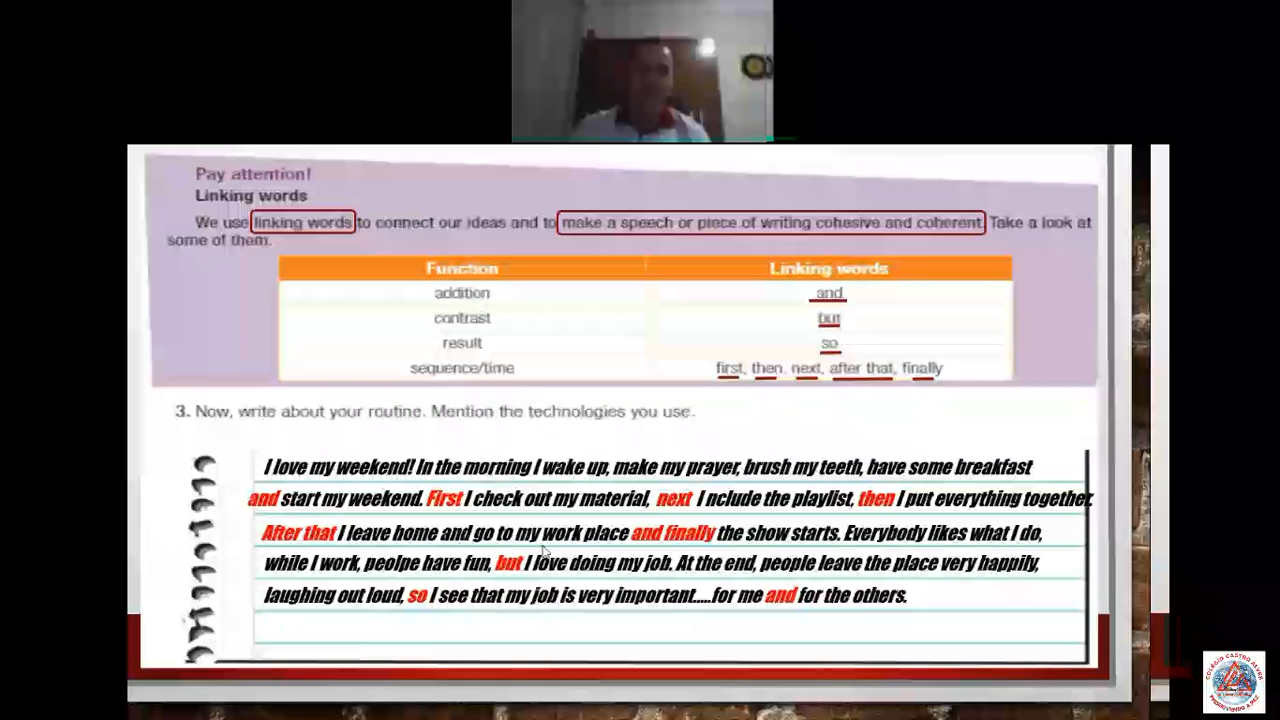 Pay attention!
Linking words
We use linking words to connect our ideas and to make a speech or piece of writing cohesive and coherent. Take a look at
some of them.
Function Linking words
addition and
contrast but
result so
sequence/time first, then, next, after that, finally
3. Now, write about your routine. Mention the technologies you use.
I love my weekend! In the morning I wake up, make my prayer, brush my teeth, have some breakfast
and start my weekend. First I check out my material, next I nclude the playlist, then I put everything together.
After that I leave home and go to my work place and finally the show starts. Everybody likes what I do,
while I work, peolpe have fun, but I love doing my job. At the end, people leave the place very happily,
laughing out loud, so I see that my job is very important.....for me and for the others.
COLÉGIO CASTRO ALVES